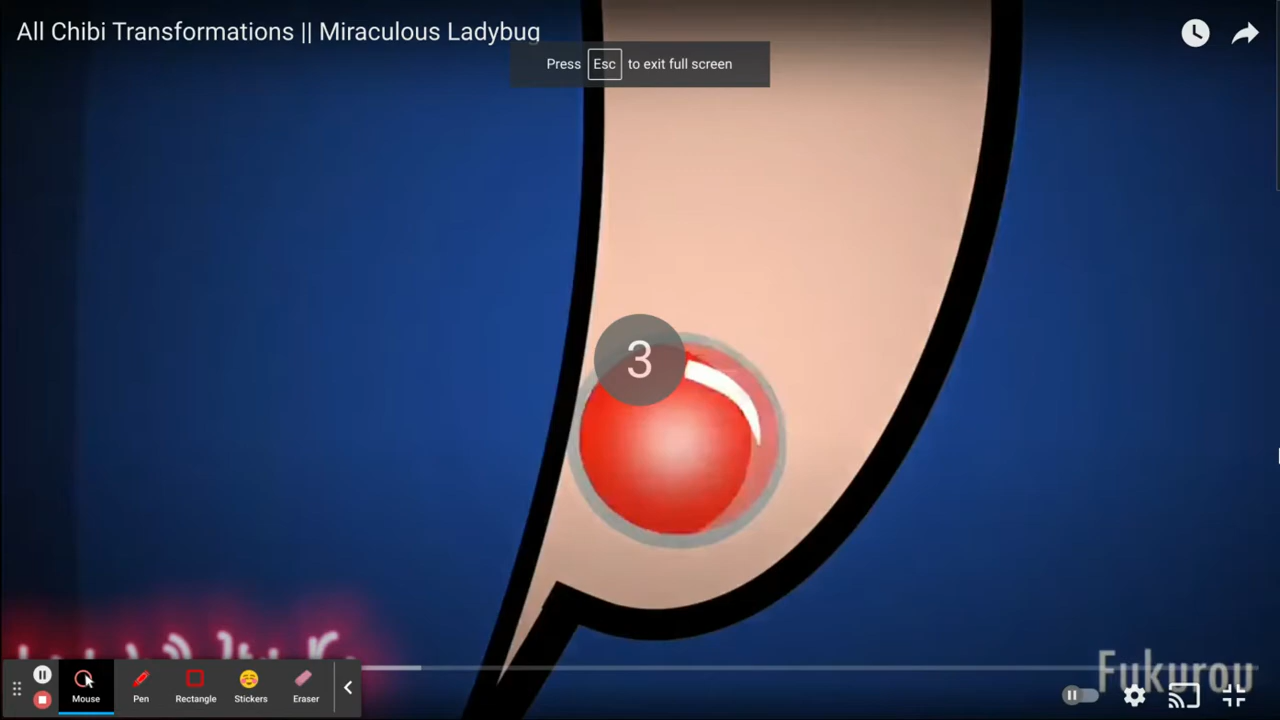 All Chibi Transformations || Miraculous Ladybug
Press Esc to exit full screen
3
Fukurou
Mouse Pen Rectangle Stickers Eraser